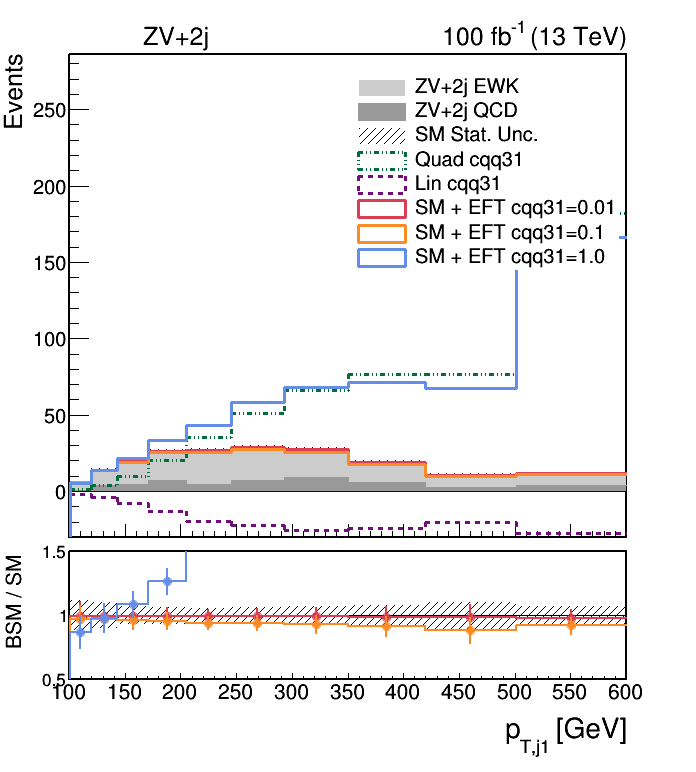 ZV+2j 100 fb-1 (13 TeV)
Events
ZV+2j EWK
ZV+2j QCD
SM Stat. Unc.
Quad cqq31
Lin cqq31
SM + EFT cqq31=0.01
SM + EFT cqq31=0.1
SM + EFT cqq31=1.0
250
200
150
100
50
0
BSM / SM
1.5
1
0.5
100 150 200 250 300 350 400 450 500 550 600
pT,j1 [GeV]